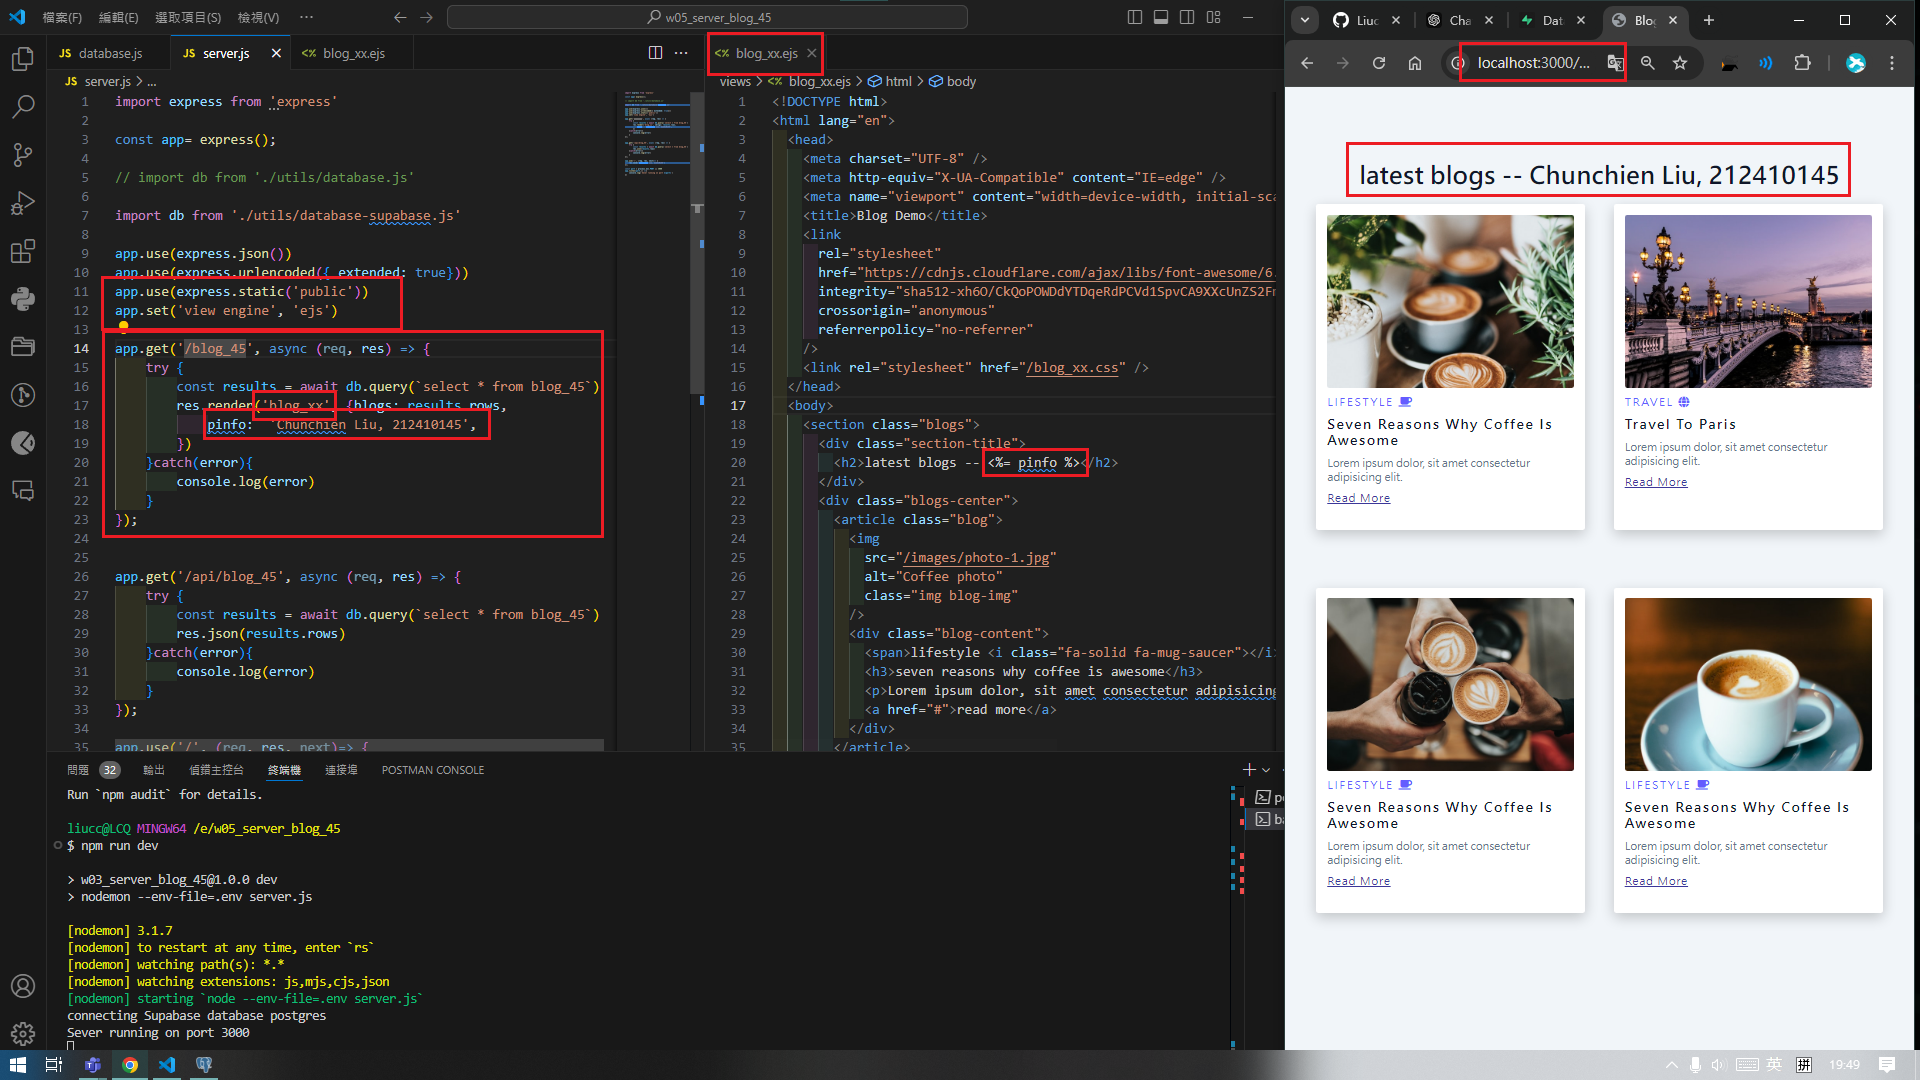 檔案(F) 編輯(E) 選取項目(S) 檢視(V) ···
w05_server_blog_45
JS database.js
JS server.js
<%> blog_xx.ejs
JS server.js > ...
1 import express from 'express'
2
3 const app= express();
4
5 // import db from './utils/database.js'
6
7 import db from './utils/database-supabase.js'
8
9 app.use(express.json())
10 app.use(express.urlencoded({ extended: true}))
11 app.use(express.static('public'))
12 app.set('view engine', 'ejs')
13
14 app.get('/blog_45', async (req, res) => {
15 try {
16 const results = await db.query(`select * from blog_45`)
17 res.render('blog_xx', {blogs: results.rows,
18 pinfo: 'Chunchien Liu, 212410145',
19 })
20 }catch(error){
21 console.log(error)
22 }
23 });
24
25
26 app.get('/api/blog_45', async (req, res) => {
27 try {
28 const results = await db.query(`select * from blog_45`)
29 res.json(results.rows)
30 }catch(error){
31 console.log(error)
32 }
33 });
34
35 app.use('/', (req, res, next)=> {
<%> blog_xx.ejs
views > <%> blog_xx.ejs > html > body
1 <!DOCTYPE html>
2 <html lang="en">
3 <head>
4 <meta charset="UTF-8" />
5 <meta http-equiv="X-UA-Compatible" content="IE=edge" />
6 <meta name="viewport" content="width=device-width, initial-sca
7 <title>Blog Demo</title>
8 <link
9 rel="stylesheet"
10 href="https://cdnjs.cloudflare.com/ajax/libs/font-awesome/6.
11 integrity="sha512-xh6O/CkQoPOWDdYTDqeRdPCVd1SpvCA9XXcUnZS2Fm
12 crossorigin="anonymous"
13 referrerpolicy="no-referrer"
14 />
15 <link rel="stylesheet" href="/blog_xx.css" />
16 </head>
17 <body>
18 <section class="blogs">
19 <div class="section-title">
20 <h2>latest blogs -- <%= pinfo %></h2>
21 </div>
22 <div class="blogs-center">
23 <article class="blog">
24 <img
25 src="/images/photo-1.jpg"
26 alt="Coffee photo"
27 class="img blog-img"
28 />
29 <div class="blog-content">
30 <span>lifestyle <i class="fa-solid fa-mug-saucer"></i>
31 <h3>seven reasons why coffee is awesome</h3>
32 <p>Lorem ipsum dolor, sit amet consectetur adipisicing
33 <a href="#">read more</a>
34 </div>
35 </article>
問題 32 輸出 偵錯主控台 終端機 連接埠 POSTMAN CONSOLE
Run `npm audit` for details.
liucc@LCQ MINGW64 /e/w05_server_blog_45
$ npm run dev
> w03_server_blog_45@1.0.0 dev
> nodemon --env-file=.env server.js
[nodemon] 3.1.7
[nodemon] to restart at any time, enter `rs`
[nodemon] watching path(s): *.*
[nodemon] watching extensions: js,mjs,cjs,json
[nodemon] starting `node --env-file=.env server.js`
connecting Supabase database postgres
Sever running on port 3000
Liuc
Cha
Dat
Blo
localhost:3000/...
latest blogs -- Chunchien Liu, 212410145
LIFESTYLE
Seven Reasons Why Coffee Is
Awesome
Lorem ipsum dolor, sit amet consectetur
adipisicing elit.
Read More
TRAVEL
Travel To Paris
Lorem ipsum dolor, sit amet consectetur
adipisicing elit.
Read More
LIFESTYLE
Seven Reasons Why Coffee Is
Awesome
Lorem ipsum dolor, sit amet consectetur
adipisicing elit.
Read More
LIFESTYLE
Seven Reasons Why Coffee Is
Awesome
Lorem ipsum dolor, sit amet consectetur
adipisicing elit.
Read More
英 拼 19:49